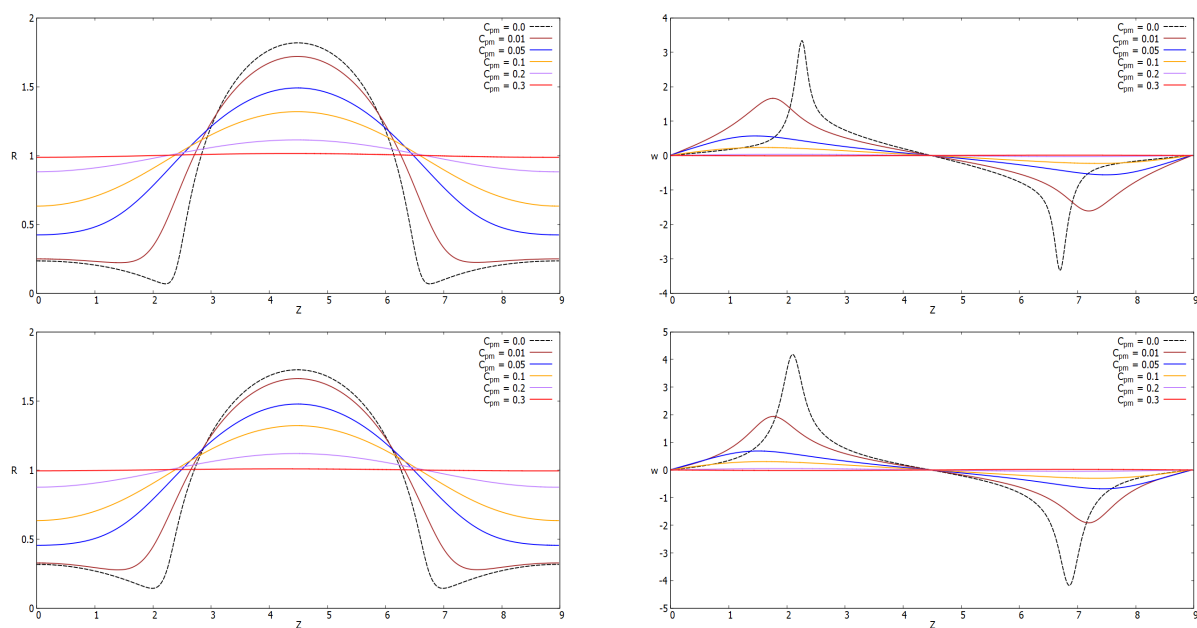 2
1.5
R 1
0.5
0
0 1 2 3 4 5 6 7 8 9
Z
C_pm = 0.0
C_pm = 0.01
C_pm = 0.05
C_pm = 0.1
C_pm = 0.2
C_pm = 0.3
4
3
2
1
w 0
-1
-2
-3
-4
0 1 2 3 4 5 6 7 8 9
Z
C_pm = 0.0
C_pm = 0.01
C_pm = 0.05
C_pm = 0.1
C_pm = 0.2
C_pm = 0.3
2
1.5
R 1
0.5
0
0 1 2 3 4 5 6 7 8 9
Z
C_pm = 0.0
C_pm = 0.01
C_pm = 0.05
C_pm = 0.1
C_pm = 0.2
C_pm = 0.3
5
4
3
2
1
w 0
-1
-2
-3
-4
-5
0 1 2 3 4 5 6 7 8 9
Z
C_pm = 0.0
C_pm = 0.01
C_pm = 0.05
C_pm = 0.1
C_pm = 0.2
C_pm = 0.3